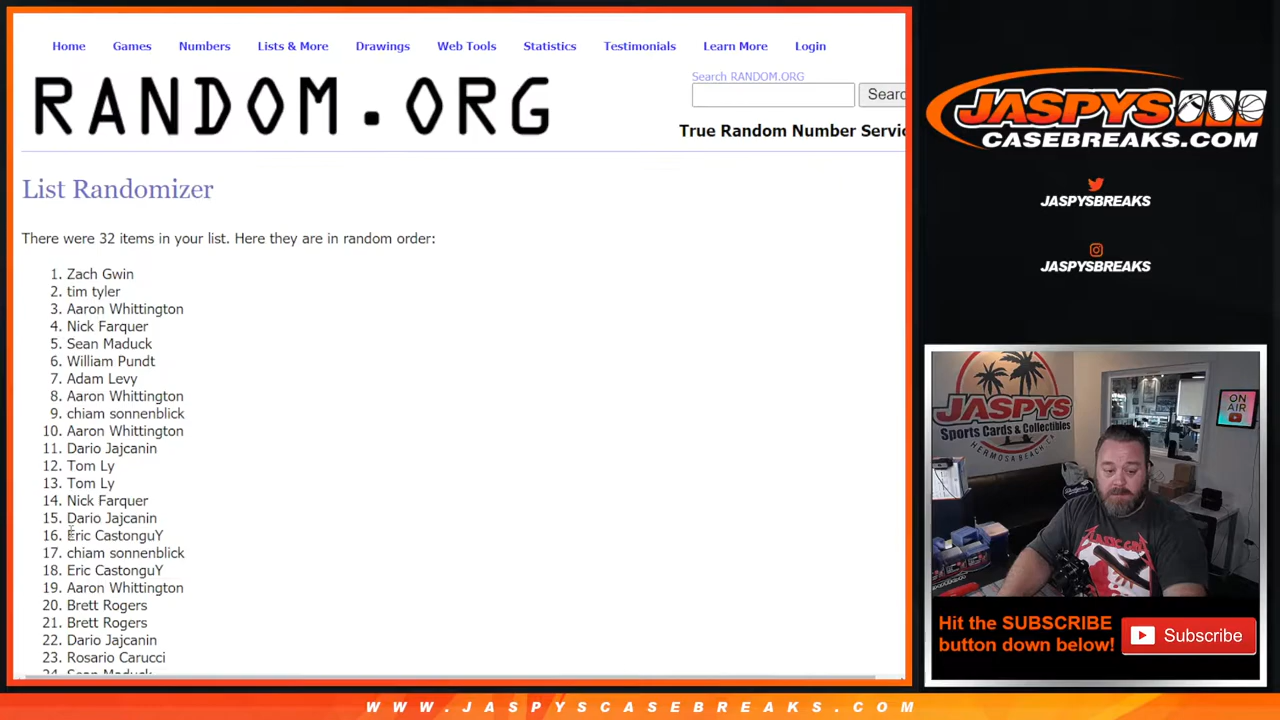 Home Games Numbers Lists & More Drawings Web Tools Statistics Testimonials Learn More Login
RANDOM.ORG
Search RANDOM.ORG
Searc
True Random Number Servic
List Randomizer
There were 32 items in your list. Here they are in random order:
1. Zach Gwin
2. tim tyler
3. Aaron Whittington
4. Nick Farquer
5. Sean Maduck
6. William Pundt
7. Adam Levy
8. Aaron Whittington
9. chiam sonnenblick
10. Aaron Whittington
11. Dario Jajcanin
12. Tom Ly
13. Tom Ly
14. Nick Farquer
15. Dario Jajcanin
16. Eric CastonguY
17. chiam sonnenblick
18. Eric CastonguY
19. Aaron Whittington
20. Brett Rogers
21. Brett Rogers
22. Dario Jajcanin
23. Rosario Carucci
24. Sean Maduck
JASPYS
CASEBREAKS.COM
JASPYSBREAKS
JASPYSBREAKS
JASPYS
Sports Cards & Collectibles
HERMOSA BEACH, CA
ON AIR
Hit the SUBSCRIBE
button down below!
Subscribe
WWW.JASPYSCASEBREAKS.COM